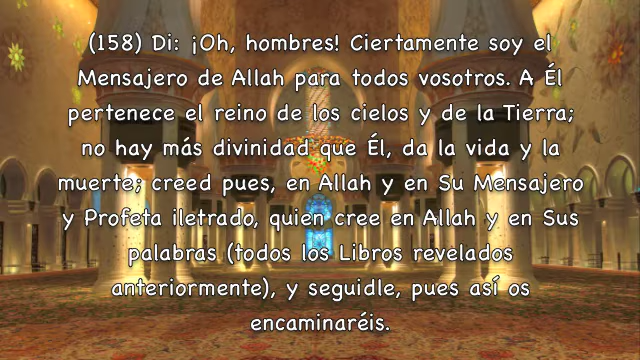 (158) Di: ¡Oh, hombres! Ciertamente soy el
Mensajero de Allah para todos vosotros. A Él
pertenece el reino de los cielos y de la Tierra;
no hay más divinidad que Él, da la vida y la
muerte; creed pues, en Allah y en Su Mensajero
y Profeta iletrado, quien cree en Allah y en Sus
palabras (todos los Libros revelados
anteriormente), y seguidle, pues así os
encaminaréis.